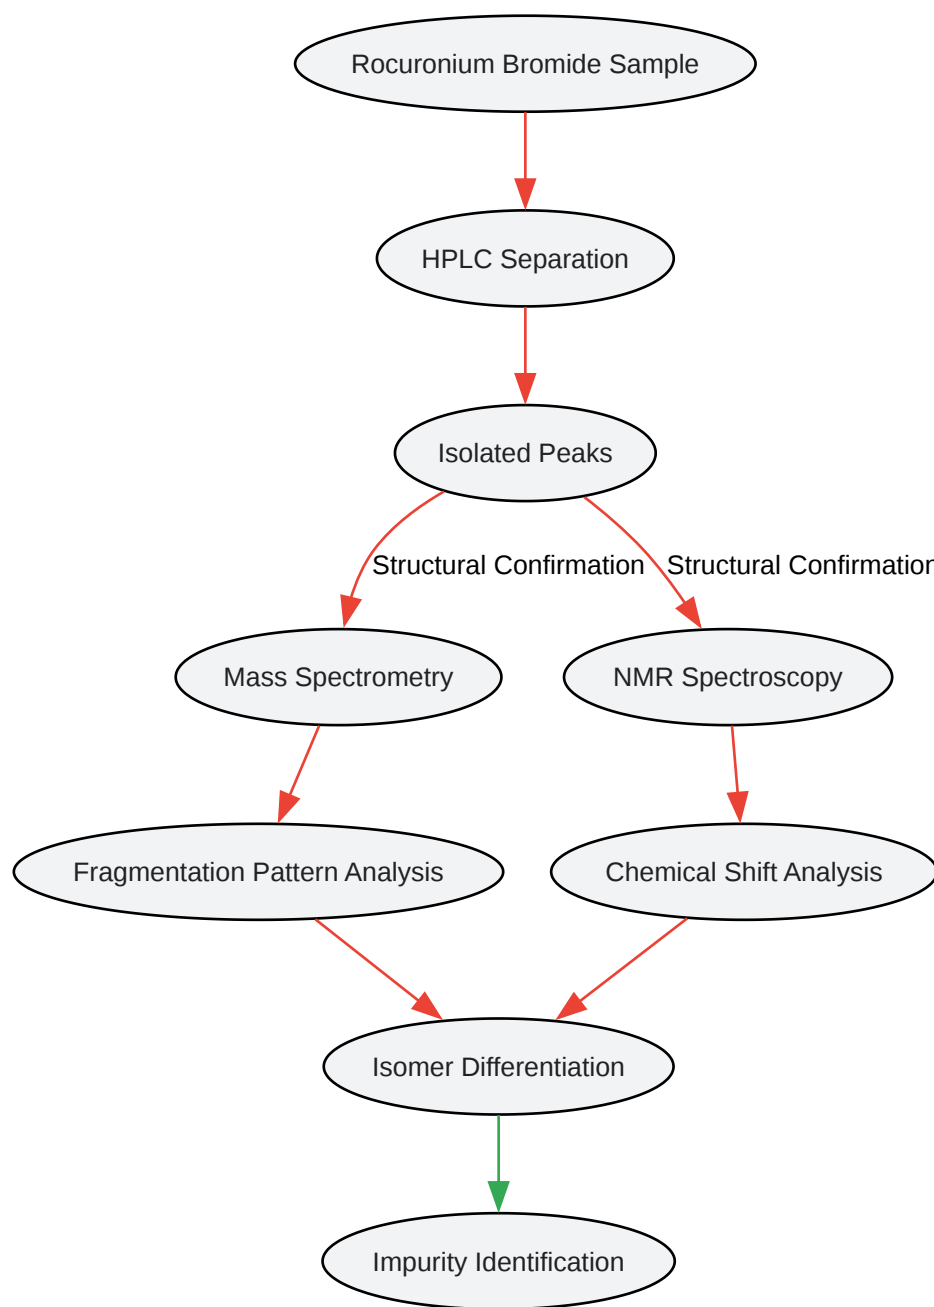 Rocuronium Bromide Sample
HPLC Separation
Isolated Peaks
Structural Confirmation
Structural Confirmation
Mass Spectrometry
NMR Spectroscopy
Fragmentation Pattern Analysis
Chemical Shift Analysis
Isomer Differentiation
Impurity Identification